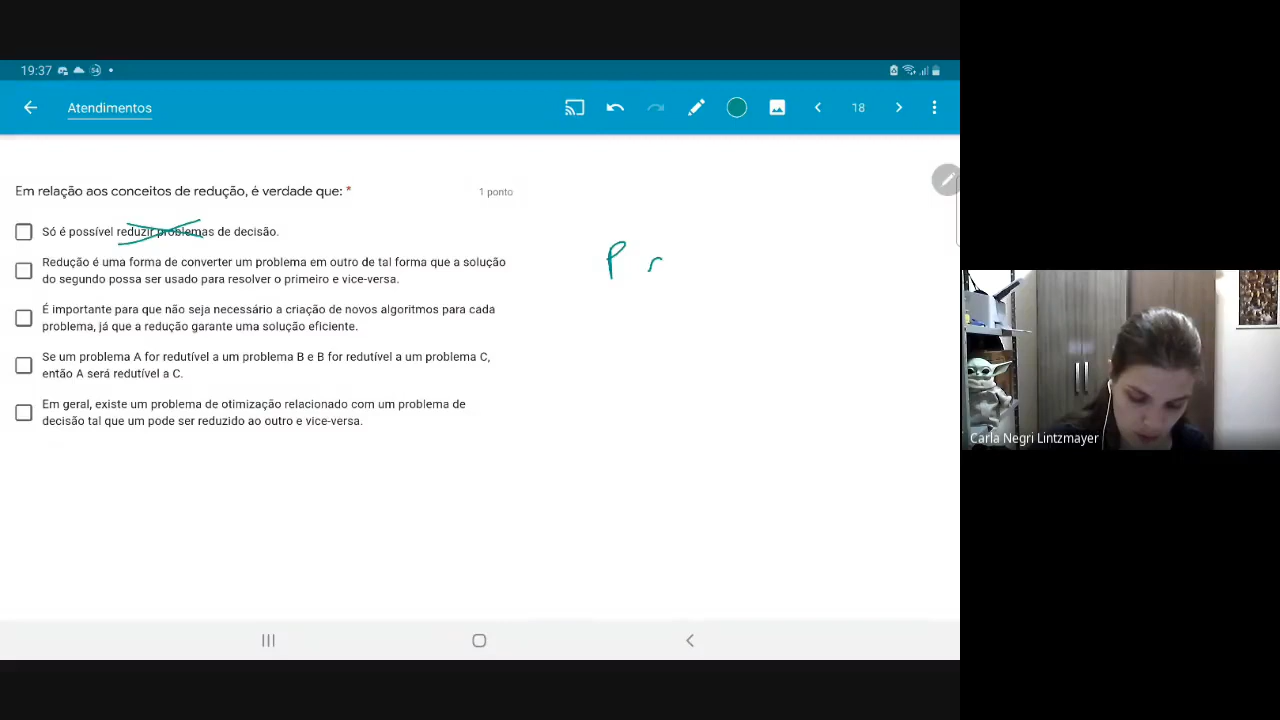 19:37
54
Atendimentos
18
Em relação aos conceitos de redução, é verdade que: *
1 ponto
Só é possível reduzir problemas de decisão.
Redução é uma forma de converter um problema em outro de tal forma que a solução
do segundo possa ser usado para resolver o primeiro e vice-versa.
É importante para que não seja necessário a criação de novos algoritmos para cada
problema, já que a redução garante uma solução eficiente.
Se um problema A for redutível a um problema B e B for redutível a um problema C,
então A será redutível a C.
Em geral, existe um problema de otimização relacionado com um problema de
decisão tal que um pode ser reduzido ao outro e vice-versa.
P r
Carla Negri Lintzmayer